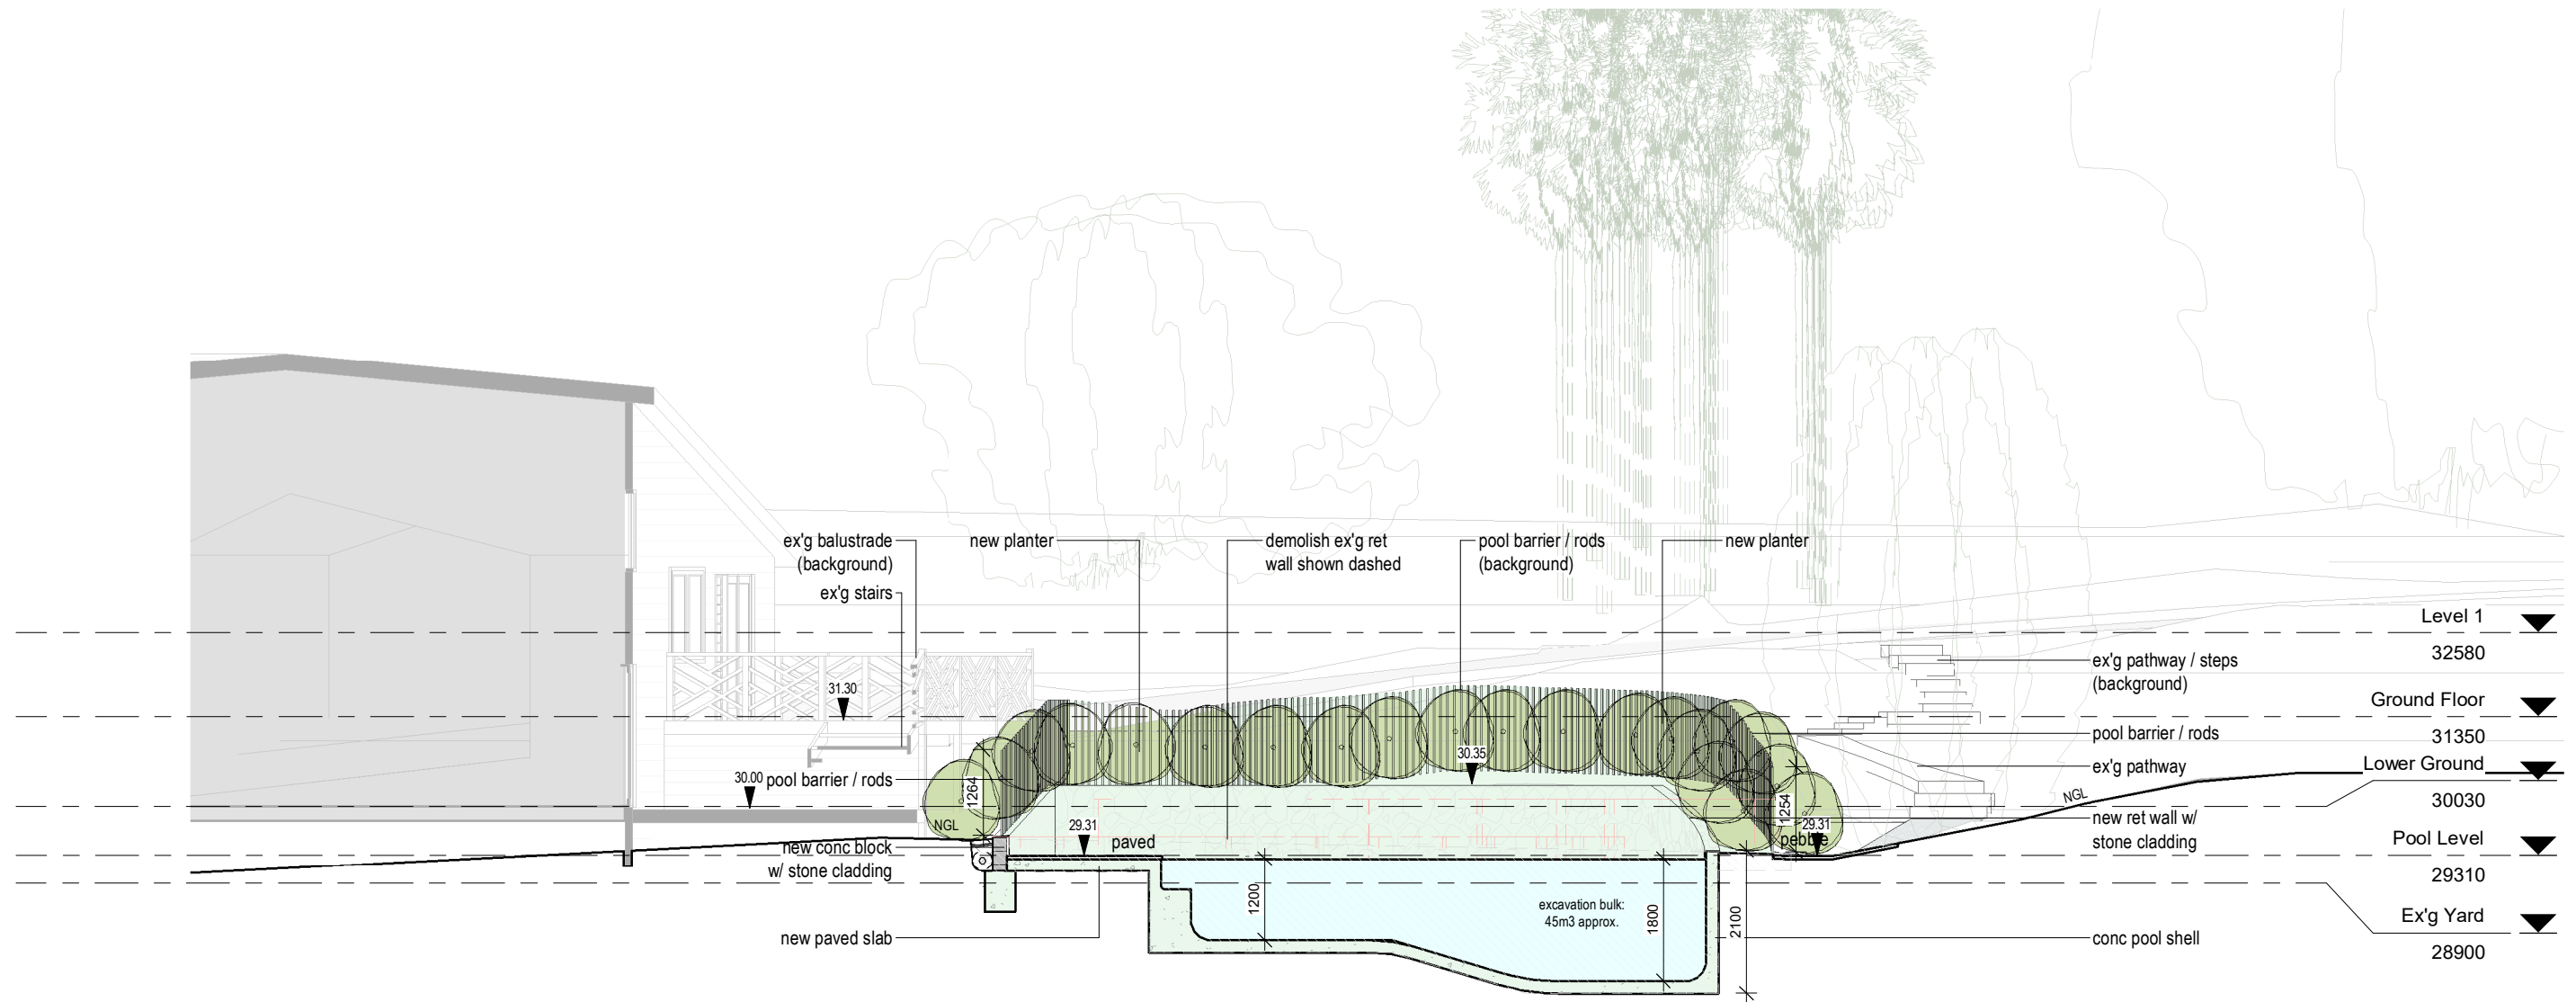 ex'g balustrade
(background)
new planter
demolish ex'g ret
wall shown dashed
pool barrier / rods
(background)
new planter
ex'g stairs
Level 1
32580
ex'g pathway / steps
(background)
31.30
Ground Floor
31350
pool barrier / rods
30.35
ex'g pathway
Lower Ground
30030
30.00
pool barrier / rods
1264
1254
NGL
NGL
29.31
29.31
paved
pebble
new ret wall w/
stone cladding
new conc block
w/ stone cladding
Pool Level
29310
1200
excavation bulk:
45m3 approx.
1800
2100
Ex'g Yard
28900
new paved slab
conc pool shell